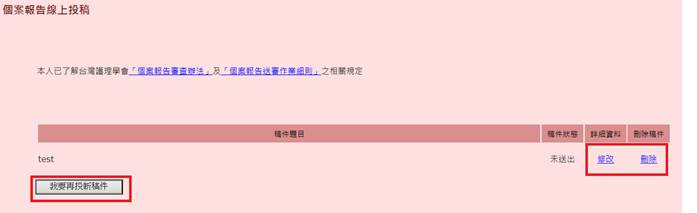 個案報告線上投稿
本人已了解台灣護理學會「個案報告審查辦法」及「個案報告送審作業細則」之相關規定
稿件題目 稿件狀態 詳細資料 刪除稿件
test 未送出 修改 刪除
我要再投新稿件